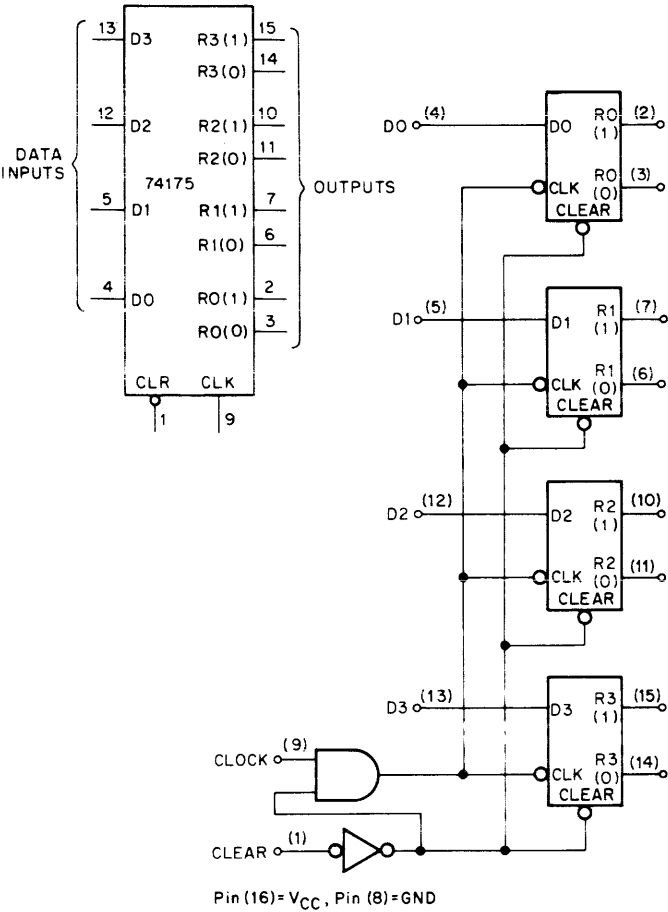 13 D3 R3(1) 15
R3(0) 14
12 D2 R2(1) 10
R2(0) 11
DATA
INPUTS
74175
OUTPUTS
5 D1 R1(1) 7
R1(0) 6
4 D0 R0(1) 2
R0(0) 3
CLR CLK
1 9
D0 (4) D0 R0 (1) (2)
CLK R0 (0) (3)
CLEAR
D1 (5) D1 R1 (1) (7)
CLK R1 (0) (6)
CLEAR
D2 (12) D2 R2 (1) (10)
CLK R2 (0) (11)
CLEAR
D3 (13) D3 R3 (1) (15)
CLOCK (9) CLK R3 (0) (14)
CLEAR
CLEAR (1)
Pin (16)=VCC, Pin (8)=GND